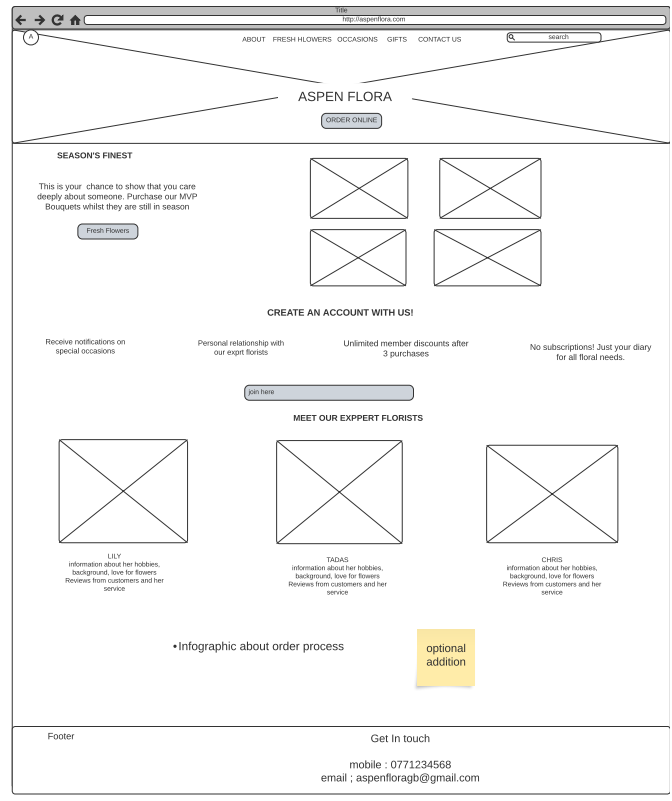 Title
http://aspenflora.com
A
ABOUT FRESH HLOWERS OCCASIONS GIFTS CONTACT US
search
ASPEN FLORA
ORDER ONLINE
SEASON'S FINEST
This is your chance to show that you care
deeply about someone. Purchase our MVP
Bouquets whilst they are still in season
Fresh Flowers
CREATE AN ACCOUNT WITH US!
Receive notifications on
special occasions
Personal relationship with
our exprt florists
Unlimited member discounts after
3 purchases
No subscriptions! Just your diary
for all floral needs.
join here
MEET OUR EXPPERT FLORISTS
LILY
information about her hobbies,
background, love for flowers
Reviews from customers and her
service
TADAS
information about her hobbies,
background, love for flowers
Reviews from customers and her
service
CHRIS
information about her hobbies,
background, love for flowers
Reviews from customers and her
service
•Infographic about order process
optional
addition
Footer
Get In touch
mobile : 0771234568
email ; aspenfloragb@gmail.com